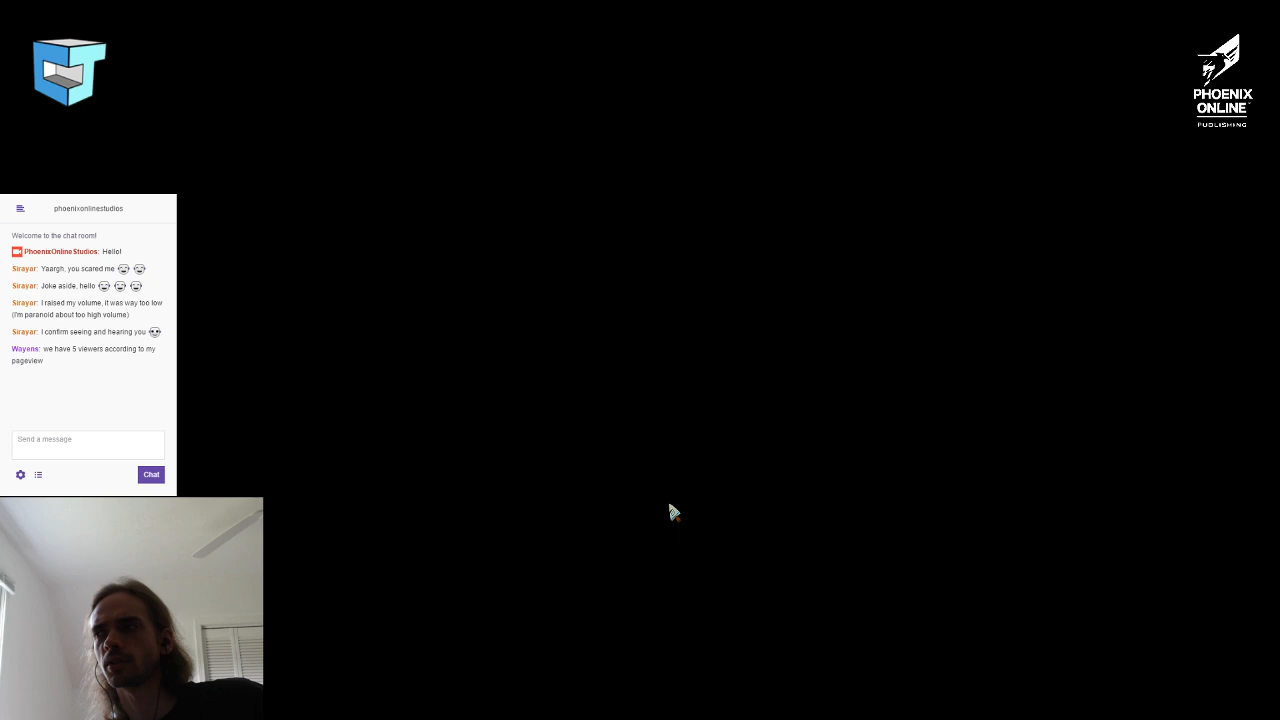 PHOENIX
ONLINE
PUBLISHING
phoenixonlinestudios
Welcome to the chat room!
PhoenixOnlineStudios: Hello!
Sirayar: Yaargh, you scared me
Sirayar: Joke aside, hello
Sirayar: I raised my volume, it was way too low
(I'm paranoid about too high volume)
Sirayar: I confirm seeing and hearing you
Wayens: we have 5 viewers according to my
pageview
Send a message
Chat